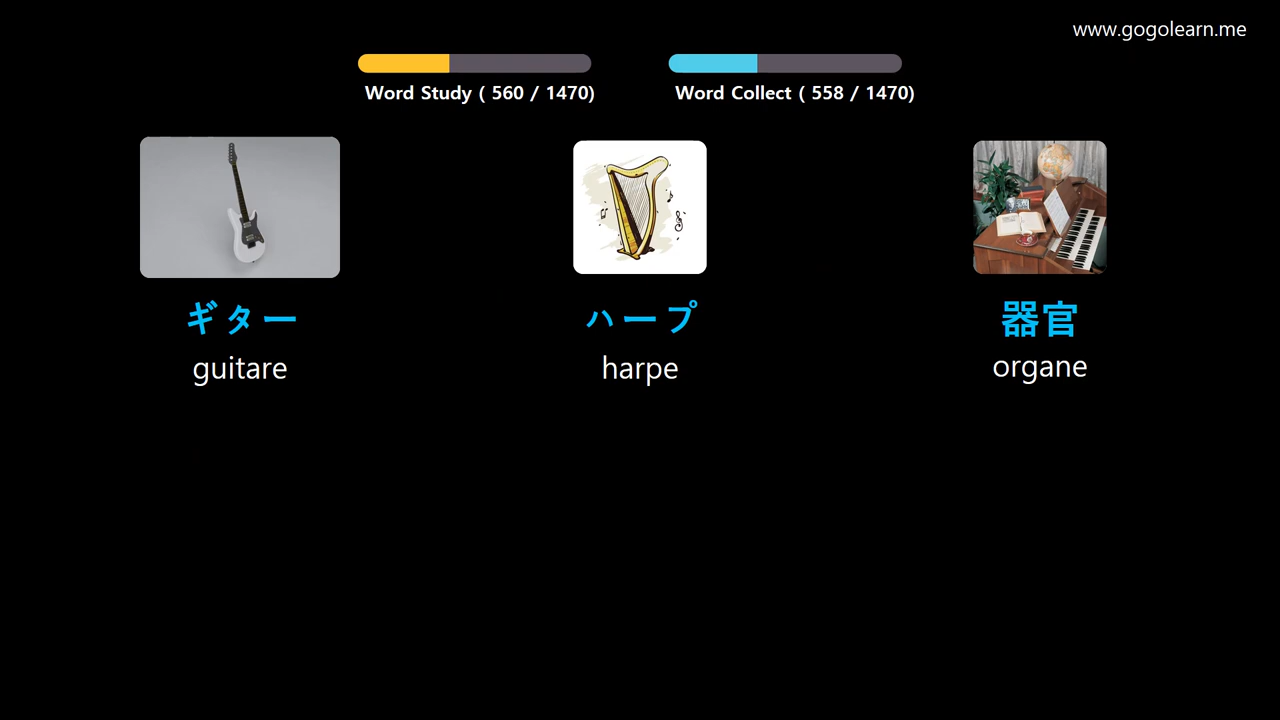 www.gogolearn.me
Word Study ( 560 / 1470)
Word Collect ( 558 / 1470)
ギター
ハープ
器官
guitare
harpe
organe